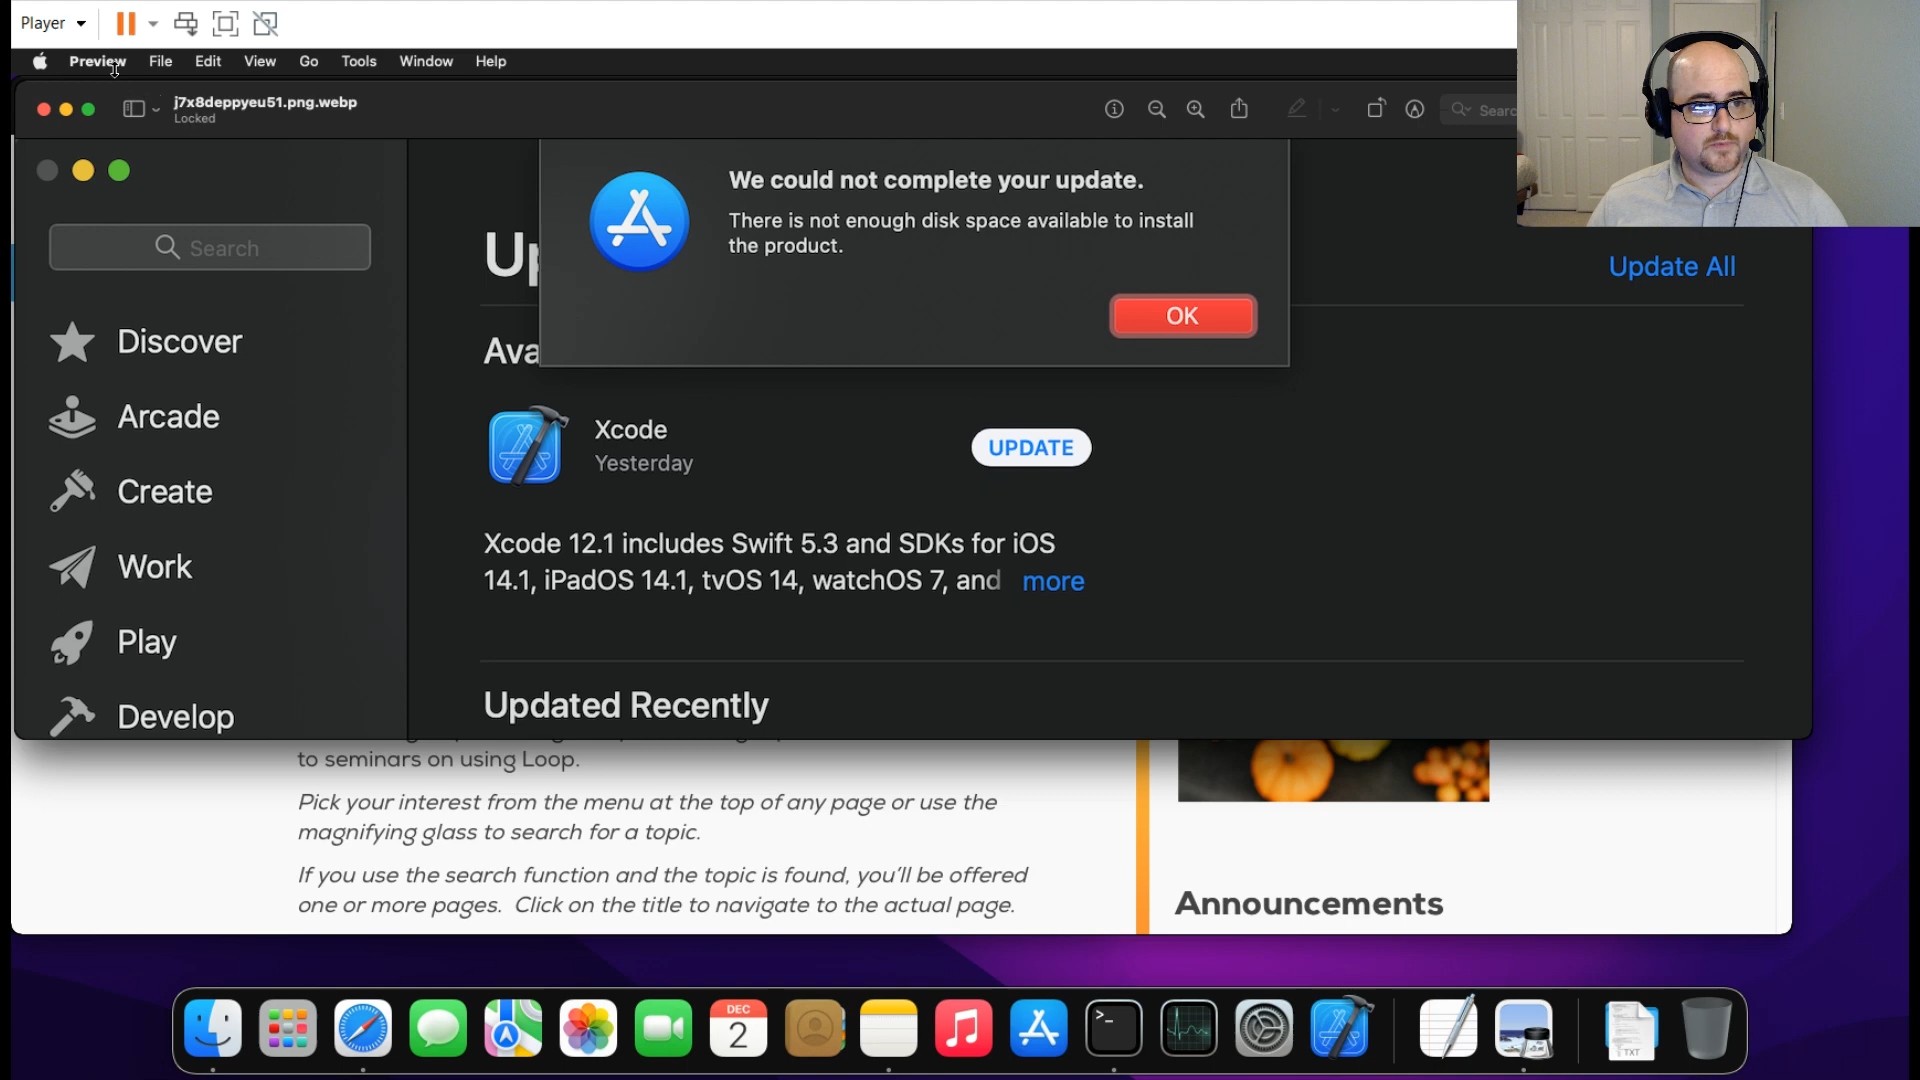 Player
Preview File Edit View Go Tools Window Help
j7x8deppyeu51.png.webp
Locked
Search
We could not complete your update.
There is not enough disk space available to install
the product.
OK
Update All
Discover
Arcade
Create
Work
Play
Develop
Xcode
Yesterday
UPDATE
Xcode 12.1 includes Swift 5.3 and SDKs for iOS
14.1, iPadOS 14.1, tvOS 14, watchOS 7, and more
Updated Recently
to seminars on using Loop.
Pick your interest from the menu at the top of any page or use the
magnifying glass to search for a topic.
If you use the search function and the topic is found, you'll be offered
one or more pages. Click on the title to navigate to the actual page.
Announcements
DEC
2
TXT